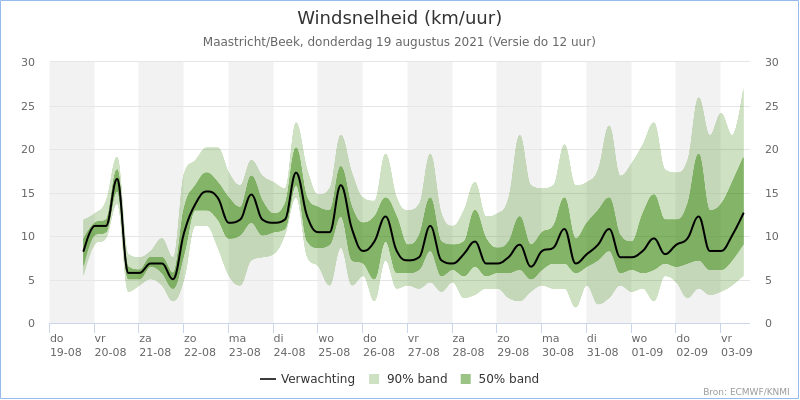 Windsnelheid (km/uur)
Maastricht/Beek, donderdag 19 augustus 2021 (Versie do 12 uur)
30 30
25 25
20 20
15 15
10 10
5 5
0 0
do vr za zo ma di wo do vr za zo ma di wo do vr
19-08 20-08 21-08 22-08 23-08 24-08 25-08 26-08 27-08 28-08 29-08 30-08 31-08 01-09 02-09 03-09
Verwachting 90% band 50% band
Bron: ECMWF/KNMI